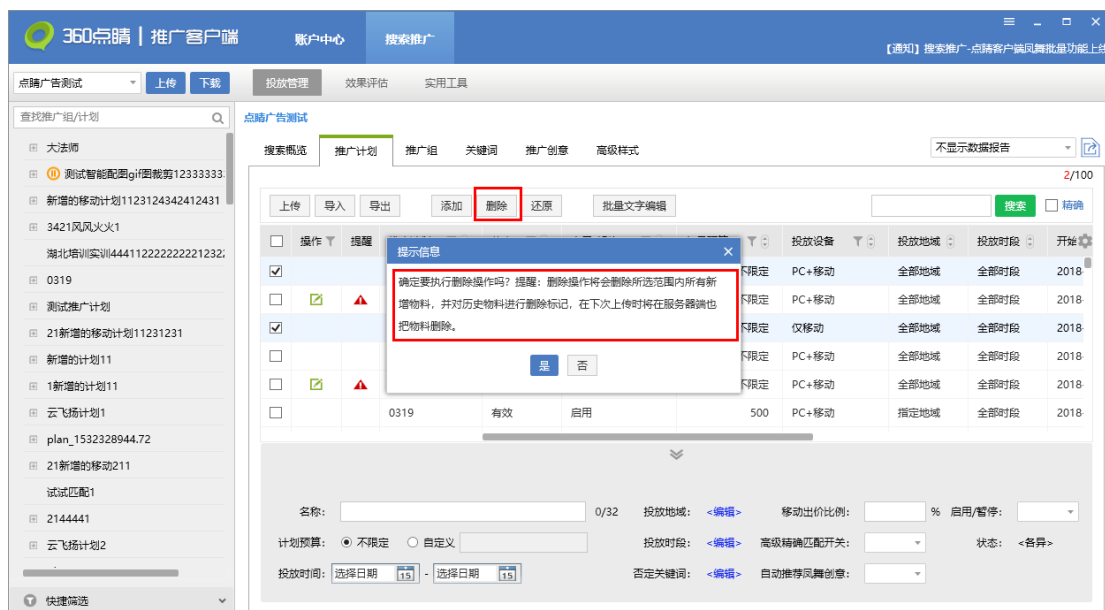 360点睛 | 推广客户端
账户中心
搜索推广
【通知】搜索推广-点睛客户端凤舞批量功能上线
点睛广告测试
上传
下载
投放管理
效果评估
实用工具
查找推广组/计划
点睛广告测试
大法师
测试智能配图gif图裁剪12333333
新增的移动计划1123124342412431
3421风风火火1
湖北培训实训44411222222222123
0319
测试推广计划
21新增的移动计划11231231
新增的计划11
1新增的计划11
云飞扬计划1
plan_1532328944.72
21新增的移动211
试试匹配1
2144441
云飞扬计划2
快捷筛选
搜索概览
推广计划
推广组
关键词
推广创意
高级样式
不显示数据报告
2/100
上传
导入
导出
添加
删除
还原
批量文字编辑
搜索
精确
操作
提醒
投放设备
投放地域
投放时段
开始
不限定 PC+移动 全部地域 全部时段 2018-
不限定 PC+移动 全部地域 全部时段 2018-
不限定 仅移动 全部地域 全部时段 2018-
不限定 PC+移动 全部地域 全部时段 2018-
不限定 PC+移动 全部地域 全部时段 2018-
0319 有效 启用 500 PC+移动 指定地域 全部时段 2018-
提示信息
确定要执行删除操作吗？提醒：删除操作将会删除所选范围内所有新
增物料，并对历史物料进行删除标记，在下次上传时将在服务器端也
把物料删除。
是
否
名称：
0/32
投放地域： <编辑>
移动出价比例：
%
启用/暂停：
计划预算：
不限定
自定义
投放时段： <编辑>
高级精确匹配开关：
状态： <各异>
投放时间：
选择日期
15
-
选择日期
15
否定关键词： <编辑>
自动推荐凤舞创意：